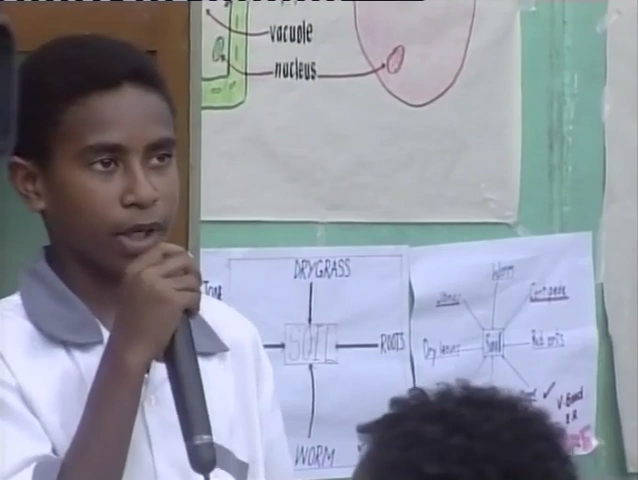 vacuole
nucleus
DRYGRASS
SOIL
ROOTS
WORM
Worm
Centipede
Dry leaves
Soil
Red ants